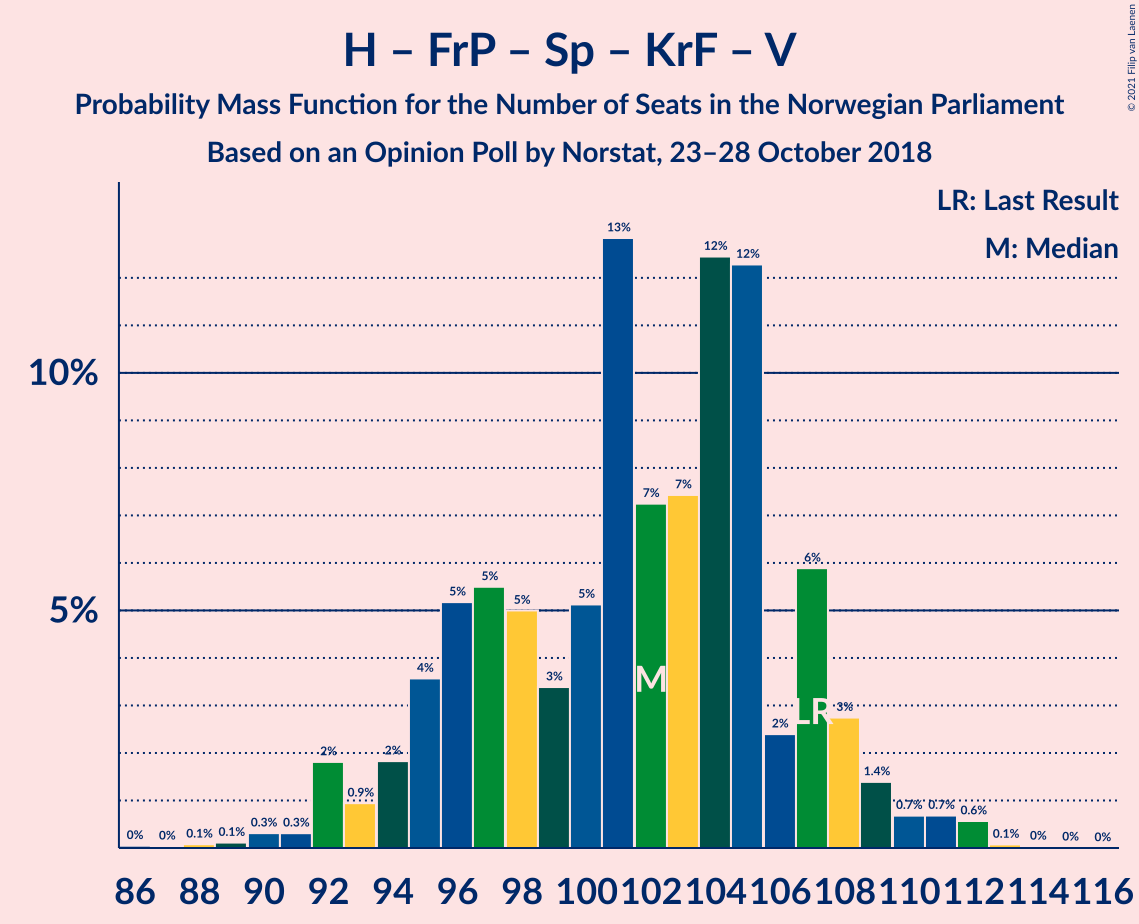 H – FrP – Sp – KrF – V
Probability Mass Function for the Number of Seats in the Norwegian Parliament
Based on an Opinion Poll by Norstat, 23–28 October 2018
© 2021 Filip van Laenen
LR: Last Result
M: Median
10%
5%
0% 0% 0.1% 0.1% 0.3% 0.3% 2% 0.9% 2% 4% 5% 5% 5% 3% 5% 13% 7% 7% 12% 12% 2% 6% 3% 1.4% 0.7% 0.7% 0.6% 0.1% 0% 0% 0%
M
LR
86 88 90 92 94 96 98 100 102 104 106 108 110 112 114 116